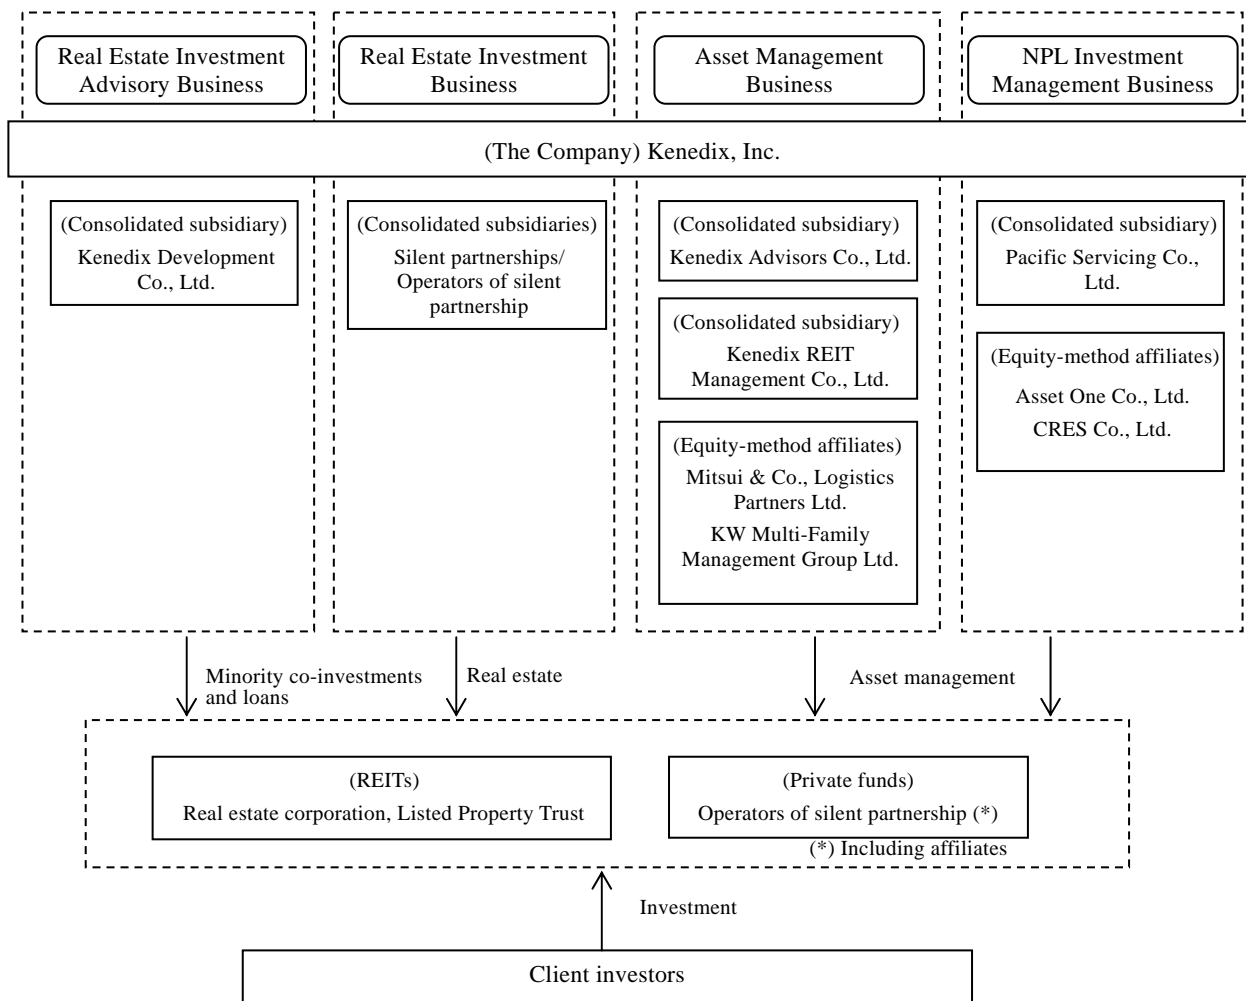 Real Estate Investment
Advisory Business
Real Estate Investment
Business
Asset Management
Business
NPL Investment
Management Business
(The Company) Kenedix, Inc.
(Consolidated subsidiary)
Kenedix Development
Co., Ltd.
(Consolidated subsidiaries)
Silent partnerships/
Operators of silent
partnership
(Consolidated subsidiary)
Kenedix Advisors Co., Ltd.
(Consolidated subsidiary)
Kenedix REIT
Management Co., Ltd.
(Equity-method affiliates)
Mitsui & Co., Logistics
Partners Ltd.
KW Multi-Family
Management Group Ltd.
(Consolidated subsidiary)
Pacific Servicing Co.,
Ltd.
(Equity-method affiliates)
Asset One Co., Ltd.
CRES Co., Ltd.
Minority co-investments
and loans
Real estate
Asset management
(REITs)
Real estate corporation, Listed Property Trust
(Private funds)
Operators of silent partnership (*)
(*) Including affiliates
Investment
Client investors